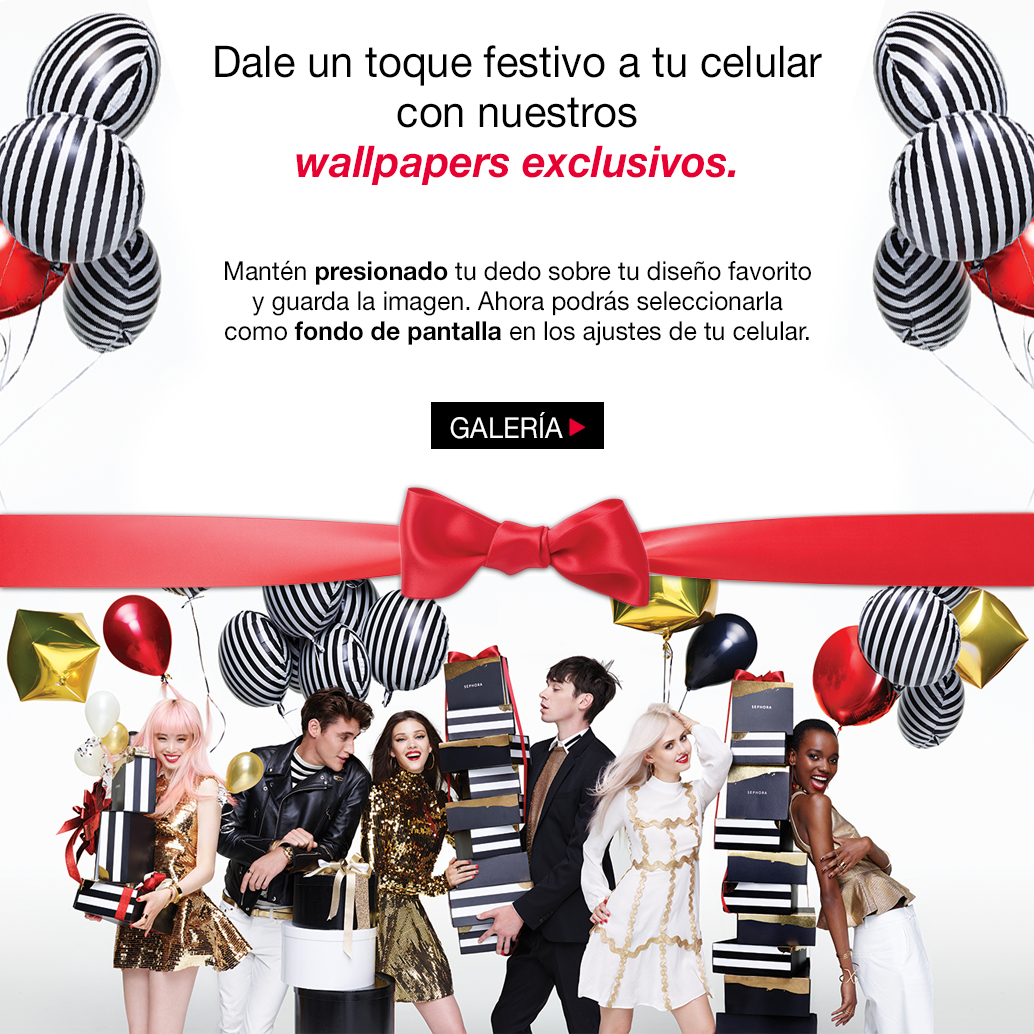 Dale un toque festivo a tu celular
con nuestros
wallpapers exclusivos.
Mantén presionado tu dedo sobre tu diseño favorito
y guarda la imagen. Ahora podrás seleccionarla
como fondo de pantalla en los ajustes de tu celular.
GALERÍA
SEPHORA
SEPHORA
SEPHORA